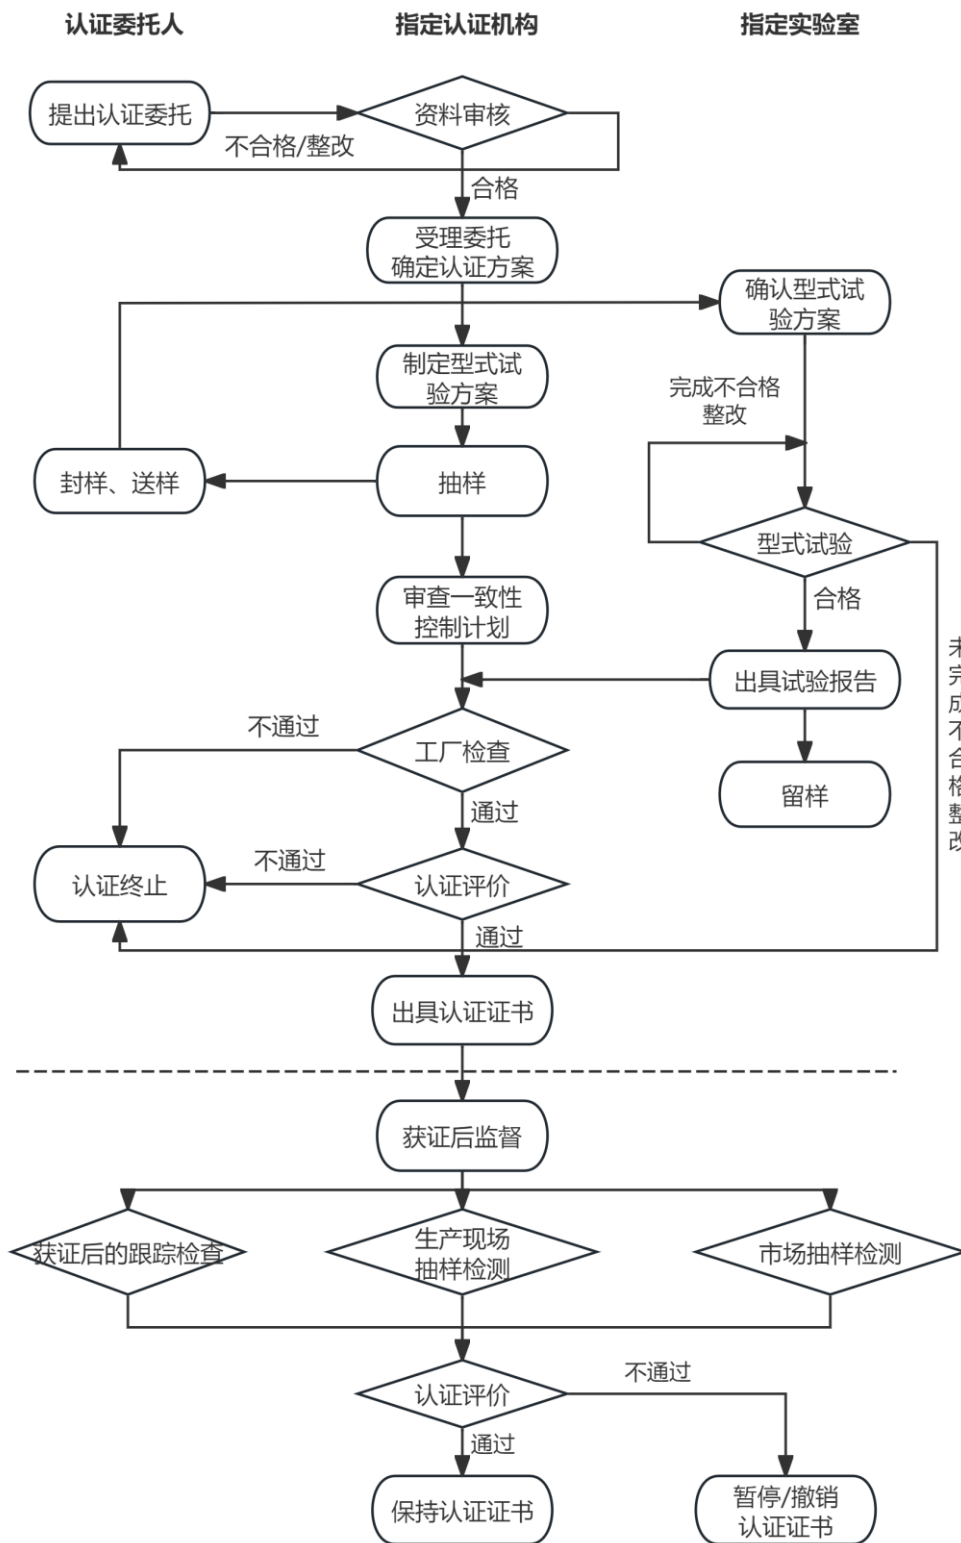 认证委托人
指定认证机构
指定实验室
提出认证委托
资料审核
不合格/整改
合格
受理委托
确定认证方案
确认型式试
验方案
制定型式试
验方案
完成不合格
整改
封样、送样
抽样
型式试验
审查一致性
控制计划
合格
未
完
成
不
合
格
整
改
出具试验报告
不通过
工厂检查
留样
通过
不通过
认证终止
认证评价
通过
出具认证证书
获证后监督
获证后的跟踪检查
生产现场
抽样检测
市场抽样检测
认证评价
不通过
通过
保持认证证书
暂停/撤销
认证证书